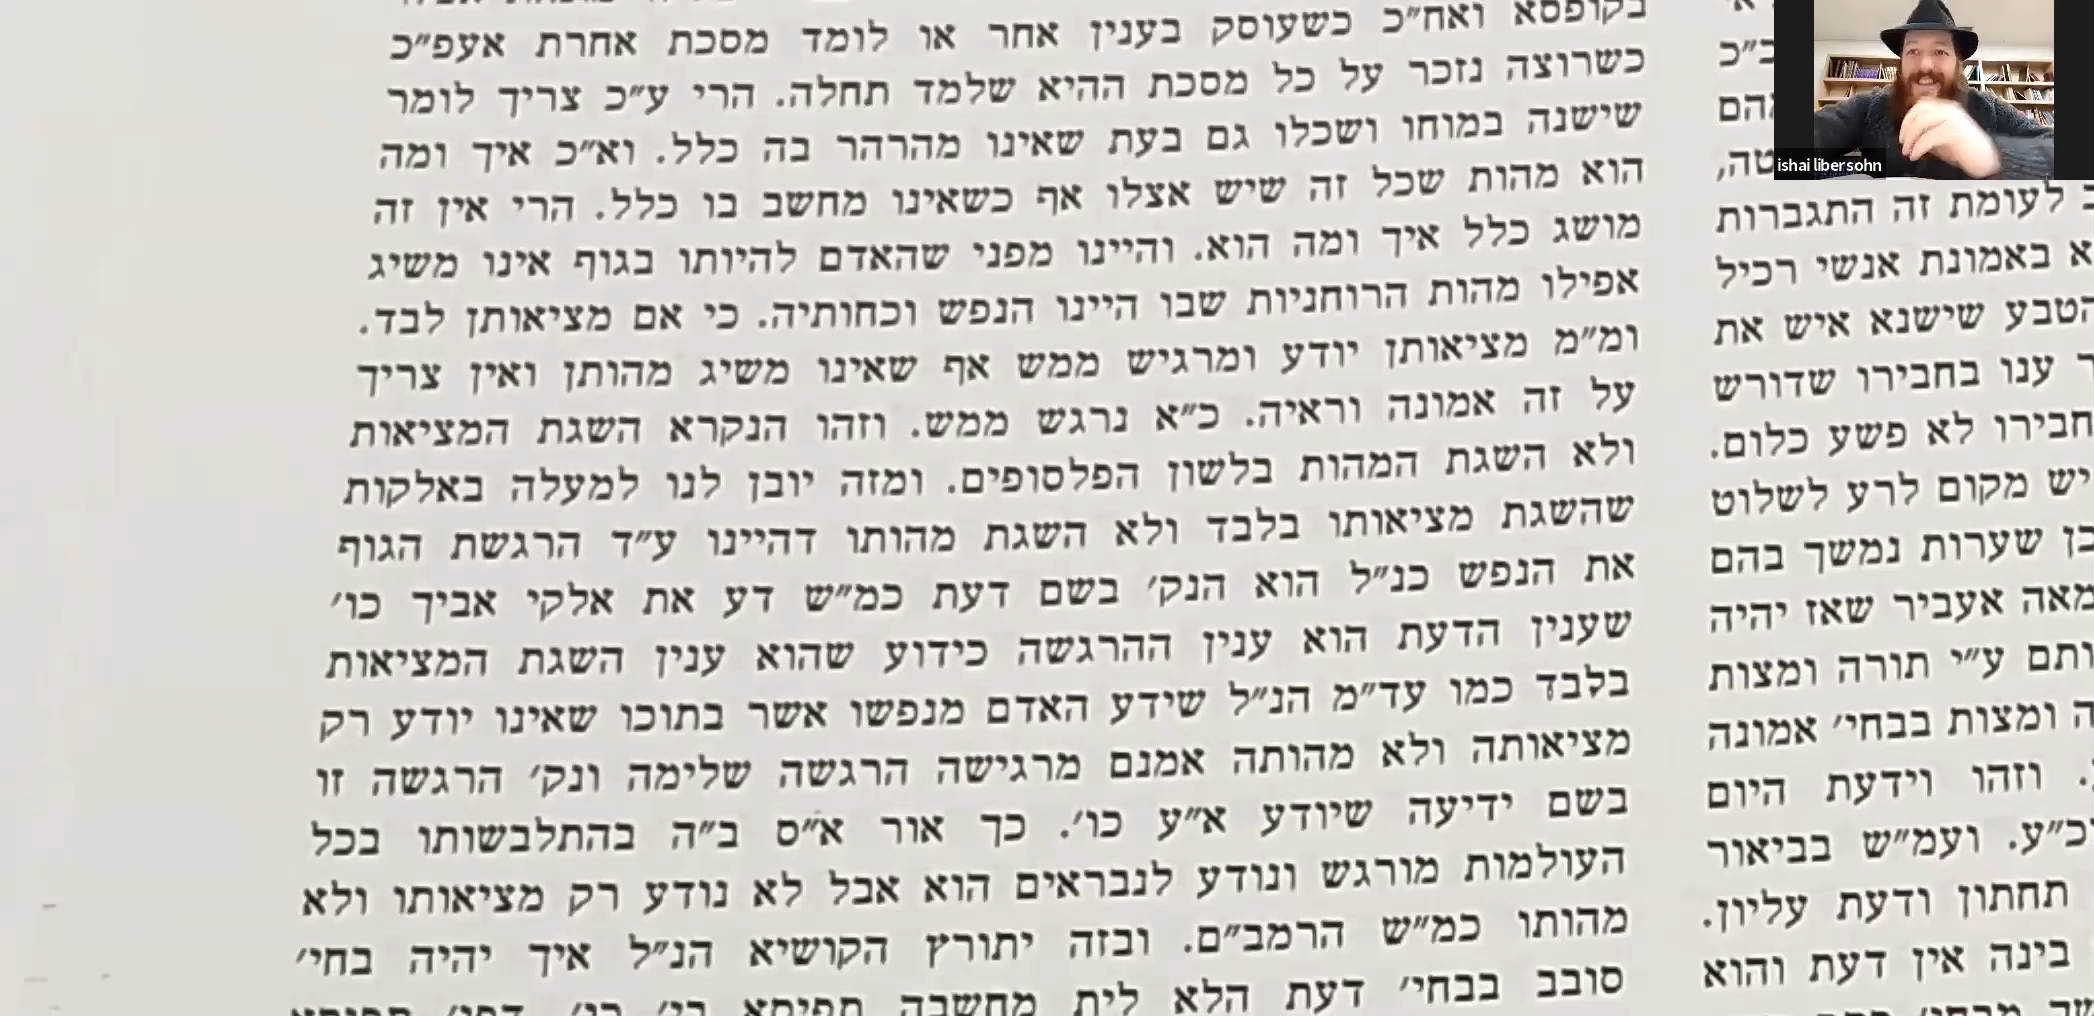 בקופסא ואח״כ כשעוסק בענין אחר או לומד מסכת אחרת אעפ״כ
כשרוצה נזכר על כל מסכת ההיא שלמד תחלה. הרי ע״כ צריך לומר
שישנה במוחו ושכלו גם בעת שאינו מהרהר בה כלל. וא״כ איך ומה
הוא מהות שכל זה שיש אצלו אף כשאינו מחשב בו כלל. הרי אין זה
מושג כלל איך ומה הוא. והיינו מפני שהאדם להיותו בגוף אינו משיג
אפילו מהות הרוחניות שבו היינו הנפש וכחותיה. כי אם מציאותן לבד.
ומ״מ מציאותן יודע ומרגיש ממש אף שאינו משיג מהותן ואין צריך
על זה אמונה וראיה. כ״א נרגש ממש. וזהו הנקרא השגת המציאות
ולא השגת המהות בלשון הפלסופים. ומזה יובן לנו למעלה באלקות
שהשגת מציאותו בלבד ולא השגת מהותו דהיינו ע״ד הרגשת הגוף
את הנפש כנ״ל הוא הנק׳ בשם דעת כמ״ש דע את אלקי אביך כו׳
שענין הדעת הוא ענין ההרגשה כידוע שהוא ענין השגת המציאות
בלבד כמו עד״מ הנ״ל שידע האדם מנפשו אשר בתוכו שאינו יודע רק
מציאותה ולא מהותה אמנם מרגישה הרגשה שלימה ונק׳ הרגשה זו
בשם ידיעה שיודע א״ע כו׳. כך אור א״ס ב״ה בהתלבשותו בכל
העולמות מורגש ונודע לנבראים הוא אבל לא נודע רק מציאותו ולא
מהותו כמ״ש הרמב״ם. ובזה יתורץ הקושיא הנ״ל איך יהיה בחי׳
סובב בבחי׳ דעת הלא לית מחשבה תפיסא בי׳ כו׳
לעומת זה התגברות
באמונת אנשי רכיל
הטבע שישנא איש את
ענו בחבירו שדורש
חבירו לא פשע כלום.
יש מקום לרע לשלוט
שערות נמשך בהם
אעביר שאז יהיה
ע״י תורה ומצות
ומצות בבחי׳ אמונה
וזהו וידעת היום
ועמ״ש בביאור
תחתון ודעת עליון.
בינה אין דעת והוא
ishai libersohn